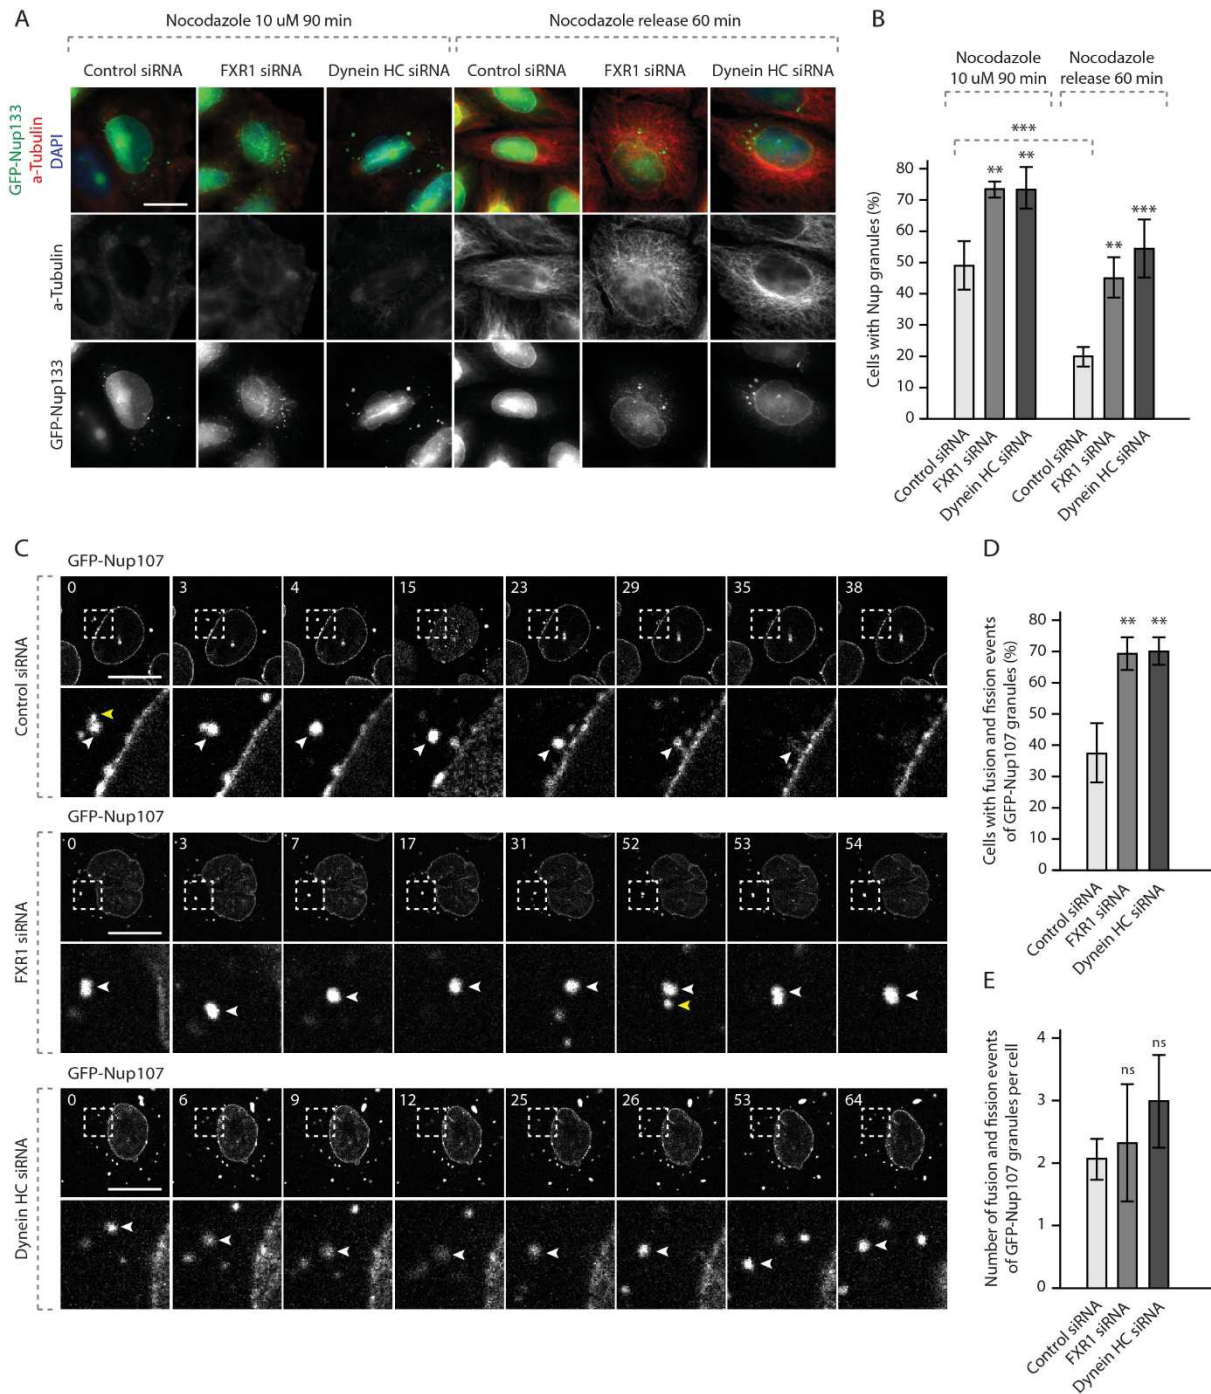 A
Nocodazole 10 uM 90 min
Nocodazole release 60 min
Control siRNA
FXR1 siRNA
Dynein HC siRNA
Control siRNA
FXR1 siRNA
Dynein HC siRNA
GFP-Nup133
a-Tubulin
DAPI
a-Tubulin
GFP-Nup133
B
Nocodazole
10 uM 90 min
Nocodazole
release 60 min
***
**
**
**
***
Cells with Nup granules (%)
80
70
60
50
40
30
20
10
0
Control siRNA
FXR1 siRNA
Dynein HC siRNA
Control siRNA
FXR1 siRNA
Dynein HC siRNA
C
GFP-Nup107
Control siRNA
0 3 4 15 23 29 35 38
GFP-Nup107
FXR1 siRNA
0 3 7 17 31 52 53 54
GFP-Nup107
Dynein HC siRNA
0 6 9 12 25 26 53 64
D
Cells with fusion and fission events
of GFP-Nup107 granules (%)
80
70
60
50
40
30
20
10
0
** **
Control siRNA
FXR1 siRNA
Dynein HC siRNA
E
Number of fusion and fission events
of GFP-Nup107 granules per cell
4
3
2
1
0
ns
ns
Control siRNA
FXR1 siRNA
Dynein HC siRNA